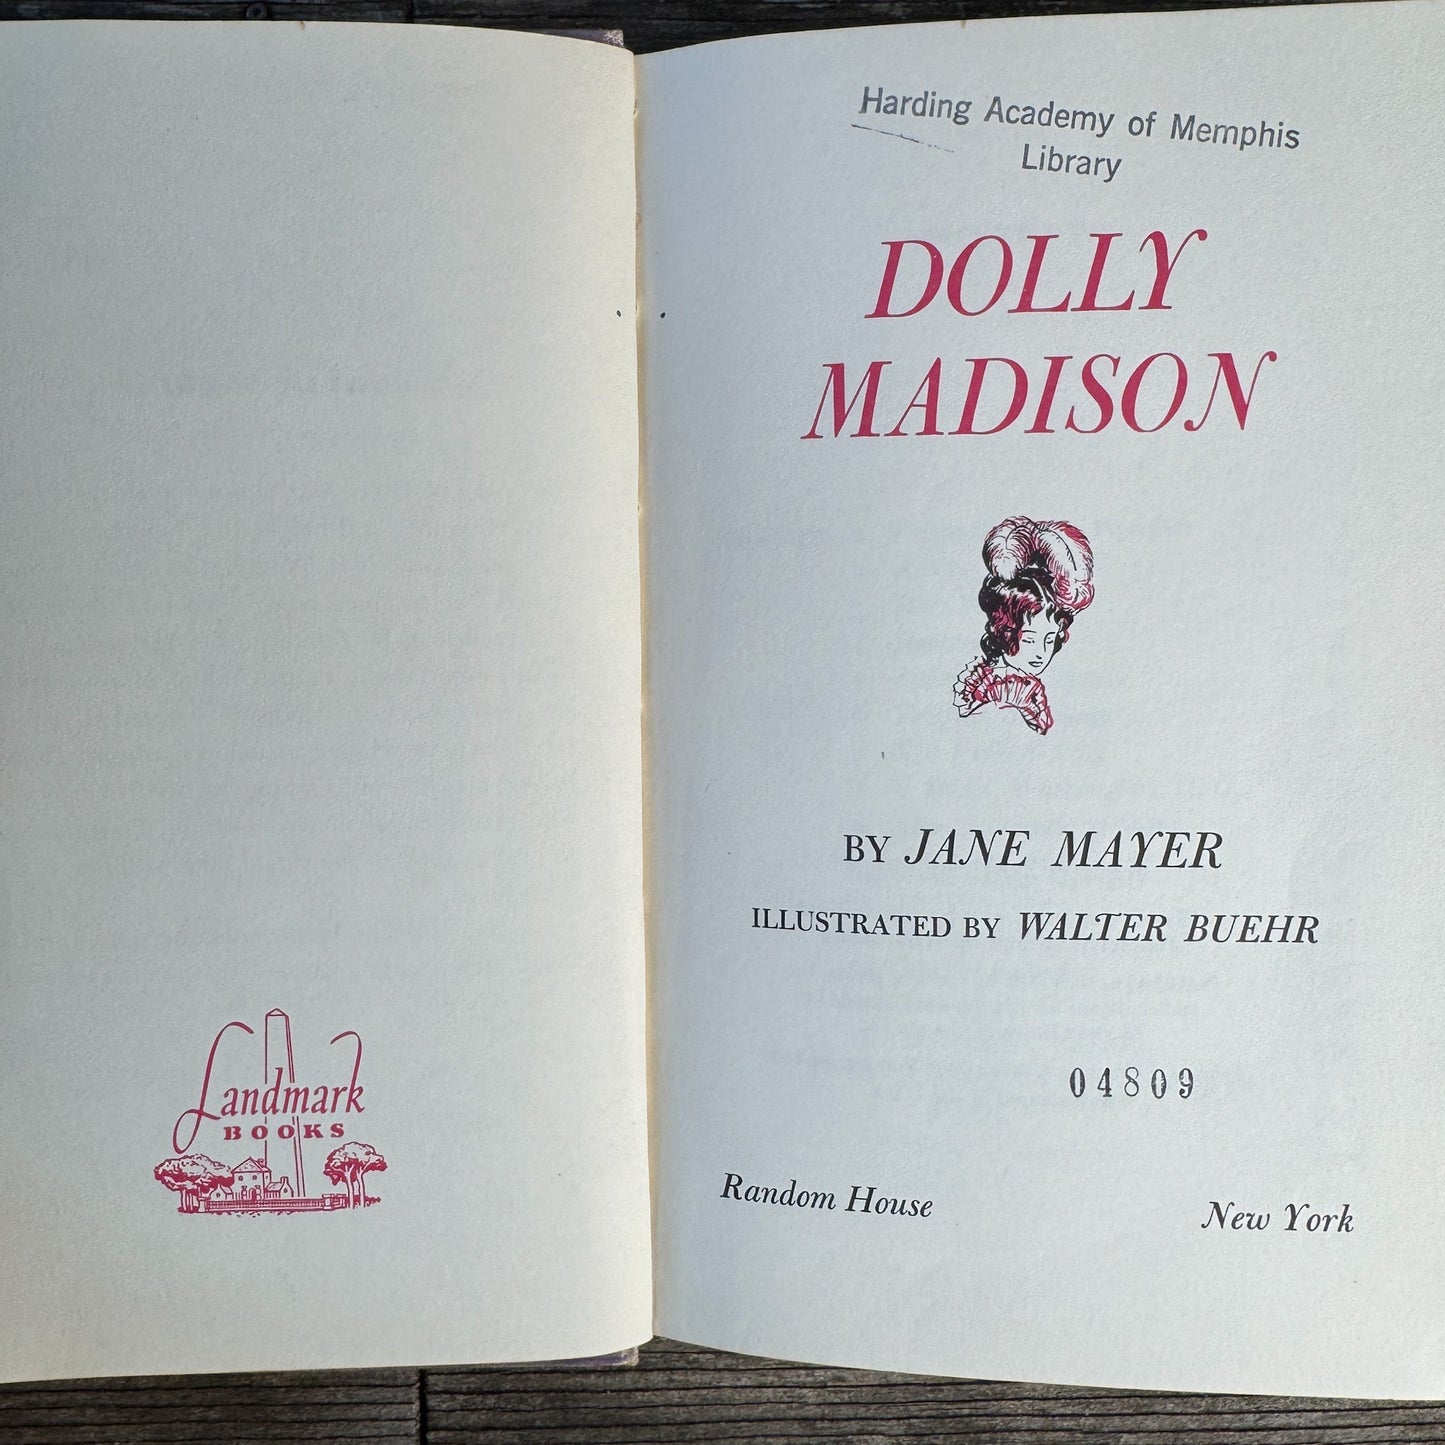 Landmark
BOOKS
Harding Academy of Memphis
Library
DOLLY
MADISON
BY JANE MAYER
ILLUSTRATED BY WALTER BUEHR
04809
Random House
New York